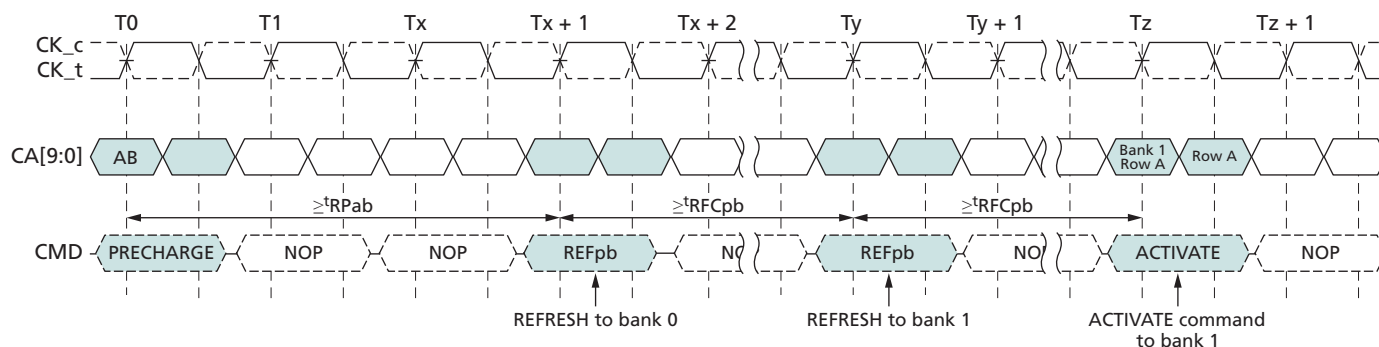 T0 T1 Tx Tx + 1 Tx + 2 Ty Ty + 1 Tz Tz + 1
CK_c
CK_t
CA[9:0] AB Bank 1 Row A Row A
≥tRPab ≥tRFCpb ≥tRFCpb
CMD PRECHARGE NOP NOP REFpb REFpb ACTIVATE NOP
REFRESH to bank 0 REFRESH to bank 1 ACTIVATE command
to bank 1